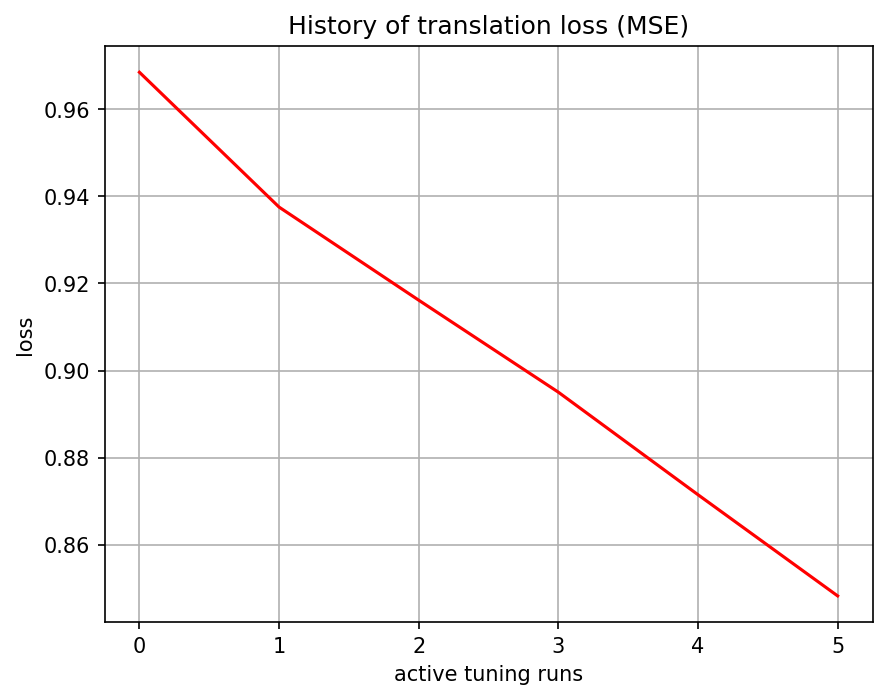 History of translation loss (MSE)
0.96
0.94
0.92
0.90
0.88
0.86
loss
0 1 2 3 4 5
active tuning runs